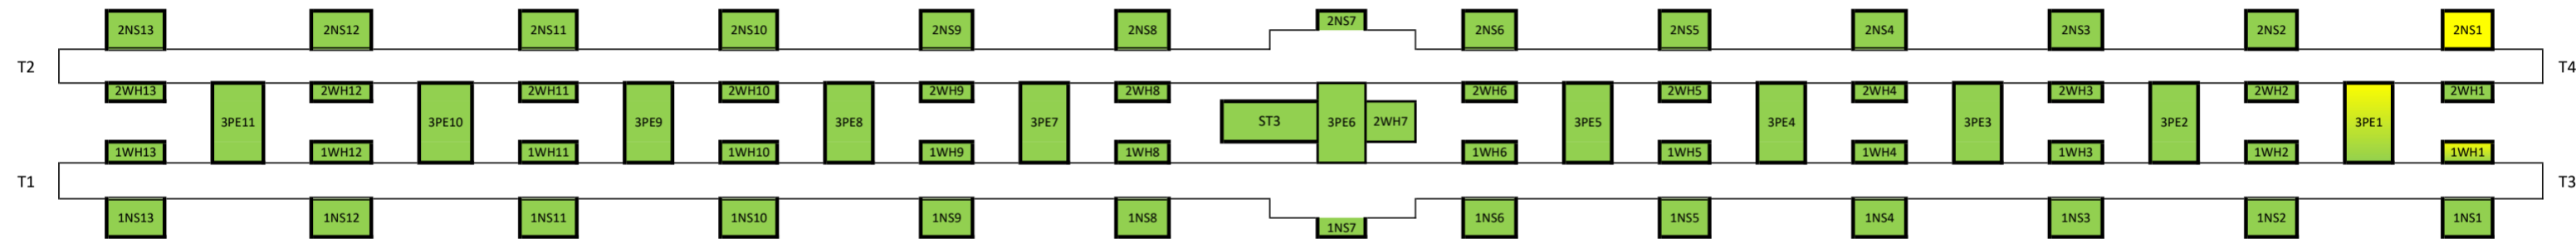 2NS13 2NS12 2NS11 2NS10 2NS9 2NS8 2NS7 2NS6 2NS5 2NS4 2NS3 2NS2 2NS1
T2 T4
2WH13 2WH12 2WH11 2WH10 2WH9 2WH8 2WH6 2WH5 2WH4 2WH3 2WH2 2WH1
3PE11 3PE10 3PE9 3PE8 3PE7 ST3 3PE6 2WH7 3PE5 3PE4 3PE3 3PE2 3PE1
1WH13 1WH12 1WH11 1WH10 1WH9 1WH8 1WH6 1WH5 1WH4 1WH3 1WH2 1WH1
T1 T3
1NS13 1NS12 1NS11 1NS10 1NS9 1NS8 1NS7 1NS6 1NS5 1NS4 1NS3 1NS2 1NS1